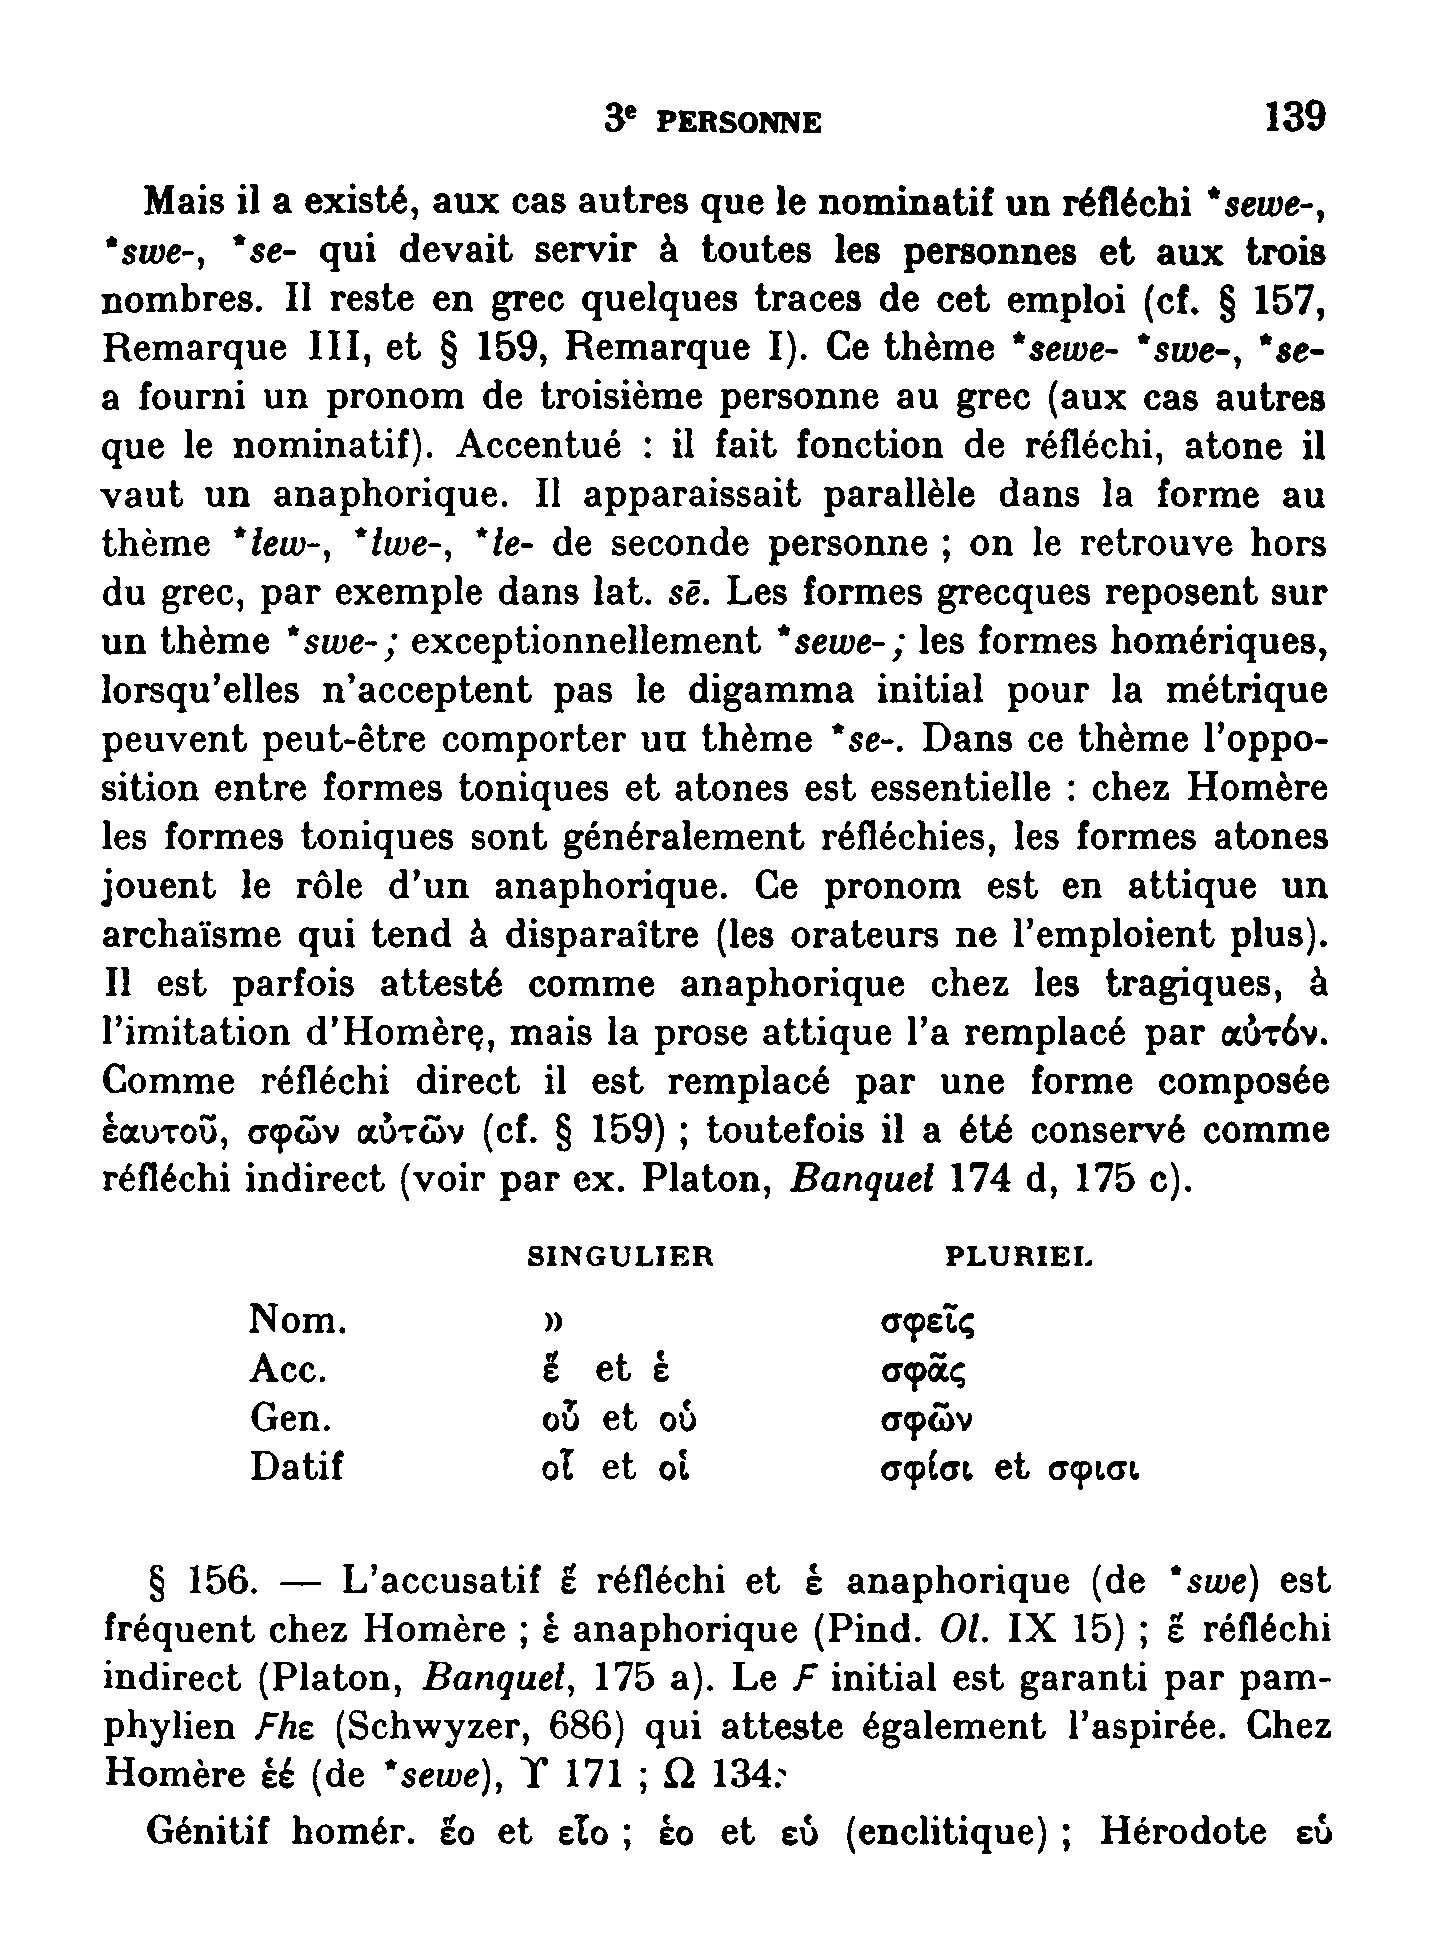 3e PERSONNE 139
Mais il a existé, aux cas autres que le nominatif un réfléchi *sewe-,
*swe-, *se- qui devait servir à toutes les personnes et aux trois
nombres. Il reste en grec quelques traces de cet emploi (cf. § 157,
Remarque III, et § 159, Remarque I). Ce thème *sewe- *swe-, *se-
a fourni un pronom de troisième personne au grec (aux cas autres
que le nominatif). Accentué : il fait fonction de réfléchi, atone il
vaut un anaphorique. Il apparaissait parallèle dans la forme au
thème *tew-, *twe-, *te- de seconde personne ; on le retrouve hors
du grec, par exemple dans lat. sē. Les formes grecques reposent sur
un thème *swe- ; exceptionnellement *sewe- ; les formes homériques,
lorsqu'elles n'acceptent pas le digamma initial pour la métrique
peuvent peut-être comporter un thème *se-. Dans ce thème l'oppo-
sition entre formes toniques et atones est essentielle : chez Homère
les formes toniques sont généralement réfléchies, les formes atones
jouent le rôle d'un anaphorique. Ce pronom est en attique un
archaïsme qui tend à disparaître (les orateurs ne l'emploient plus).
Il est parfois attesté comme anaphorique chez les tragiques, à
l'imitation d'Homère, mais la prose attique l'a remplacé par αὐτόν.
Comme réfléchi direct il est remplacé par une forme composée
ἑαυτοῦ, σφῶν αὐτῶν (cf. § 159) ; toutefois il a été conservé comme
réfléchi indirect (voir par ex. Platon, Banquet 174 d, 175 c).
SINGULIER PLURIEL
Nom. » σφεῖς
Acc. ἕ et ἑ σφᾶς
Gen. οὗ et οὑ σφῶν
Datif οἷ et οἱ σφίσι et σφισι
§ 156. — L'accusatif ἕ réfléchi et ἑ anaphorique (de *swe) est
fréquent chez Homère ; ἑ anaphorique (Pind. Ol. IX 15) ; ἕ réfléchi
indirect (Platon, Banquet, 175 a). Le F initial est garanti par pam-
phylien Fhε (Schwyzer, 686) qui atteste également l'aspirée. Chez
Homère ἑέ (de *sewe), Υ 171 ; Ω 134.
Génitif homér. ἕο et εἷο ; ἑο et εὑ (enclitique) ; Hérodote εὑ